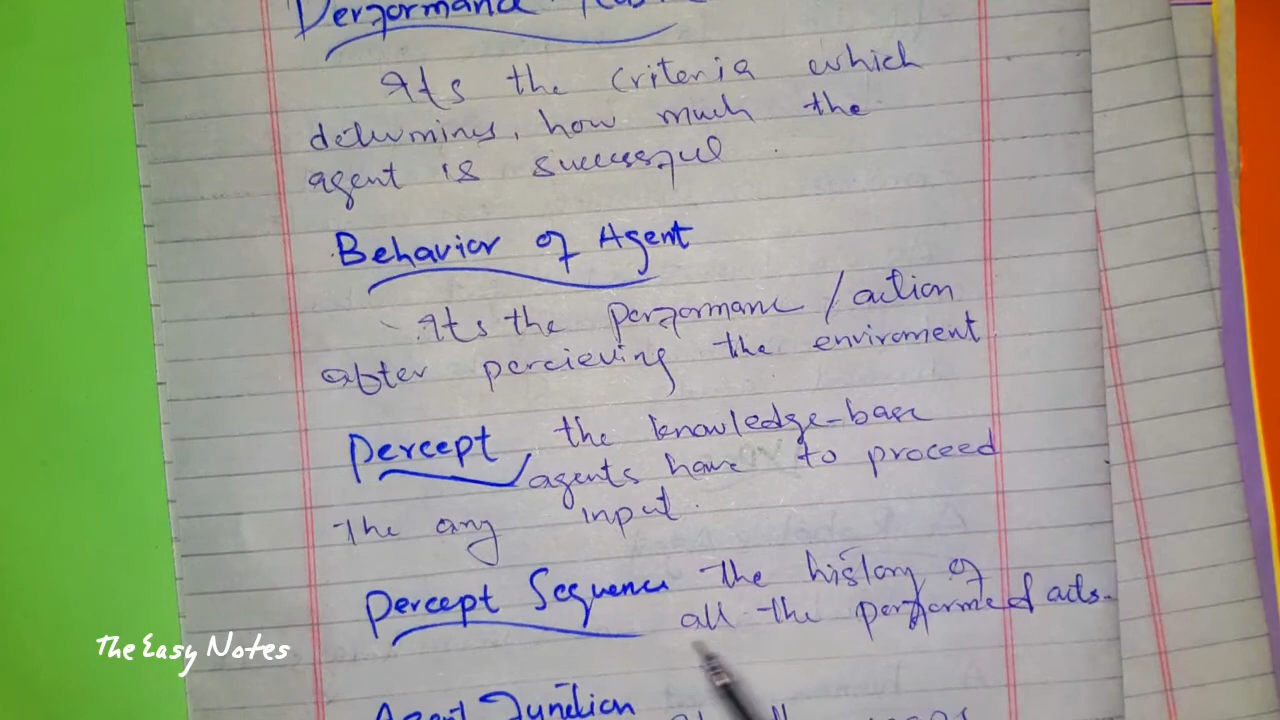 Performance
Its the criteria which
determines, how much the
agent is successful
Behavior of Agent
Its the performance / action
after percieving the enviroment
Percept the knowledge-base
agents have to proceed
the any input.
Percept Sequence the history of
all the performed acts.
The Easy Notes
Agent Function